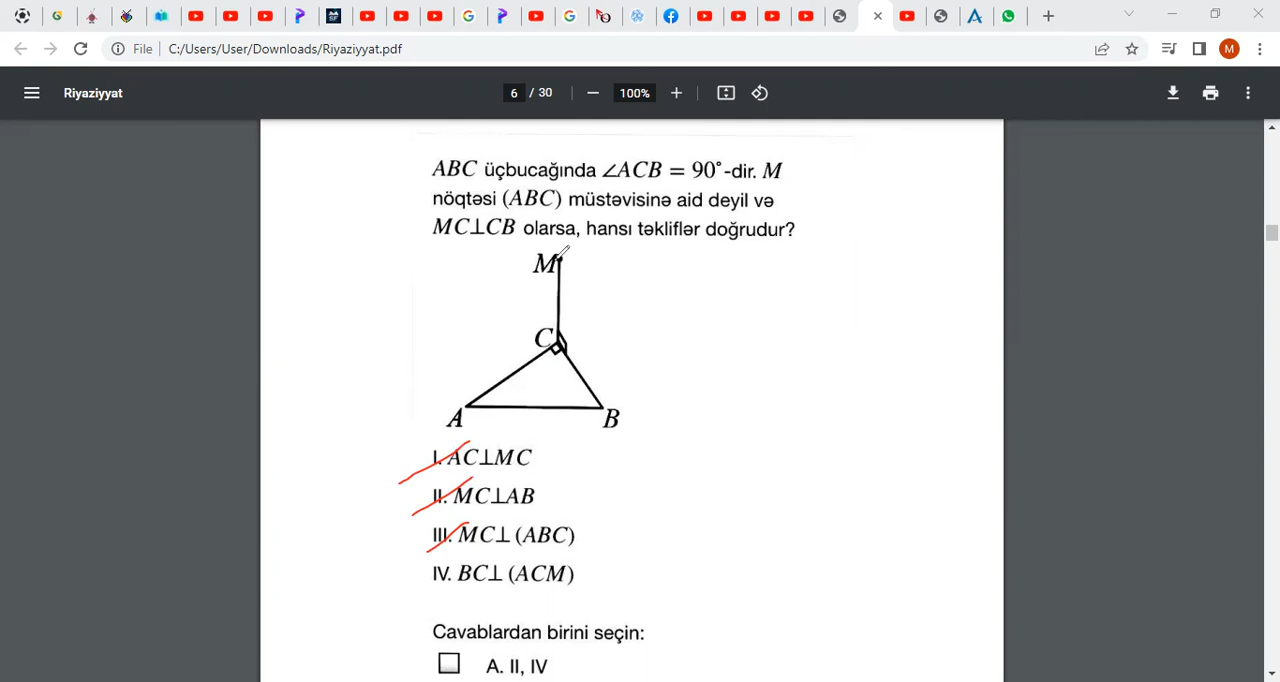 File
C:/Users/User/Downloads/Riyaziyyat.pdf
M
Riyaziyyat
6 / 30
100%
ABC üçbucağında ∠ACB = 90°-dir. M
nöqtəsi (ABC) müstəvisinə aid deyil və
MC⊥CB olarsa, hansı təkliflər doğrudur?
M
C
A
B
I. AC⊥MC
II. MC⊥AB
III. MC⊥ (ABC)
IV. BC⊥ (ACM)
Cavablardan birini seçin:
A. II, IV